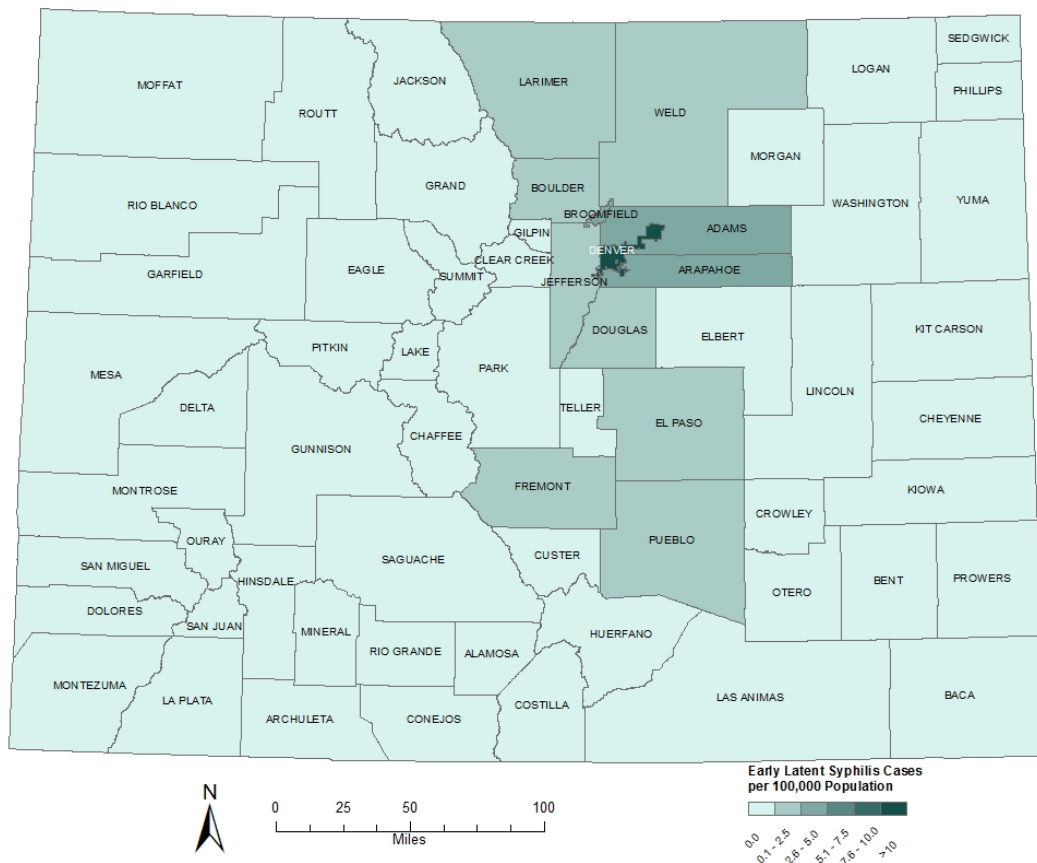 SEDGWICK
LOGAN
JACKSON
LARIMER
MOFFAT
PHILLIPS
ROUTT
WELD
MORGAN
GRAND
BOULDER
RIO BLANCO
WASHINGTON
YUMA
BROOMFIELD
GILPIN
ADAMS
DENVER
CLEAR CREEK
GARFIELD
EAGLE
SUMMIT
JEFFERSON
ARAPAHOE
DOUGLAS
ELBERT
KIT CARSON
PITKIN
LAKE
PARK
MESA
LINCOLN
DELTA
TELLER
CHEYENNE
CHAFFEE
EL PASO
GUNNISON
FREMONT
MONTROSE
KIOWA
CROWLEY
OURAY
PUEBLO
CUSTER
SAGUACHE
SAN MIGUEL
HINSDALE
BENT
PROWERS
OTERO
DOLORES
SAN JUAN
MINERAL
HUERFANO
RIO GRANDE
ALAMOSA
MONTEZUMA
LA PLATA
LAS ANIMAS
BACA
COSTILLA
ARCHULETA
CONEJOS
Early Latent Syphilis Cases
per 100,000 Population
N
0 25 50 100
Miles
0.0
0.1 - 2.5
2.6 - 5.0
5.1 - 7.5
7.6 - 10.0
>10